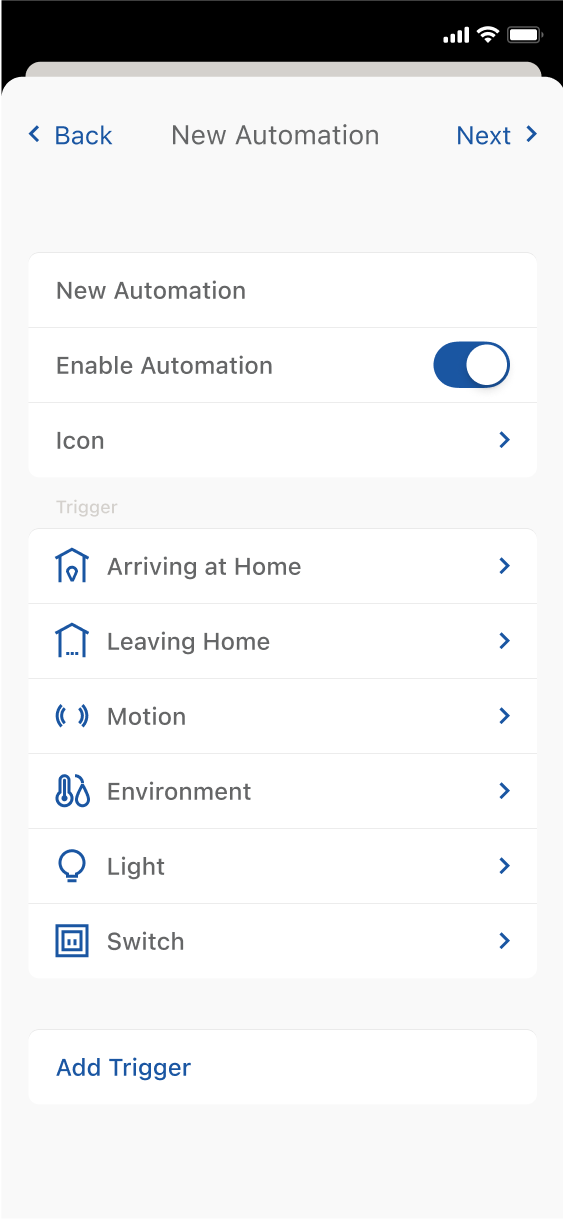 Back
New Automation
Next
New Automation
Enable Automation
Icon
Trigger
Arriving at Home
Leaving Home
Motion
Environment
Light
Switch
Add Trigger